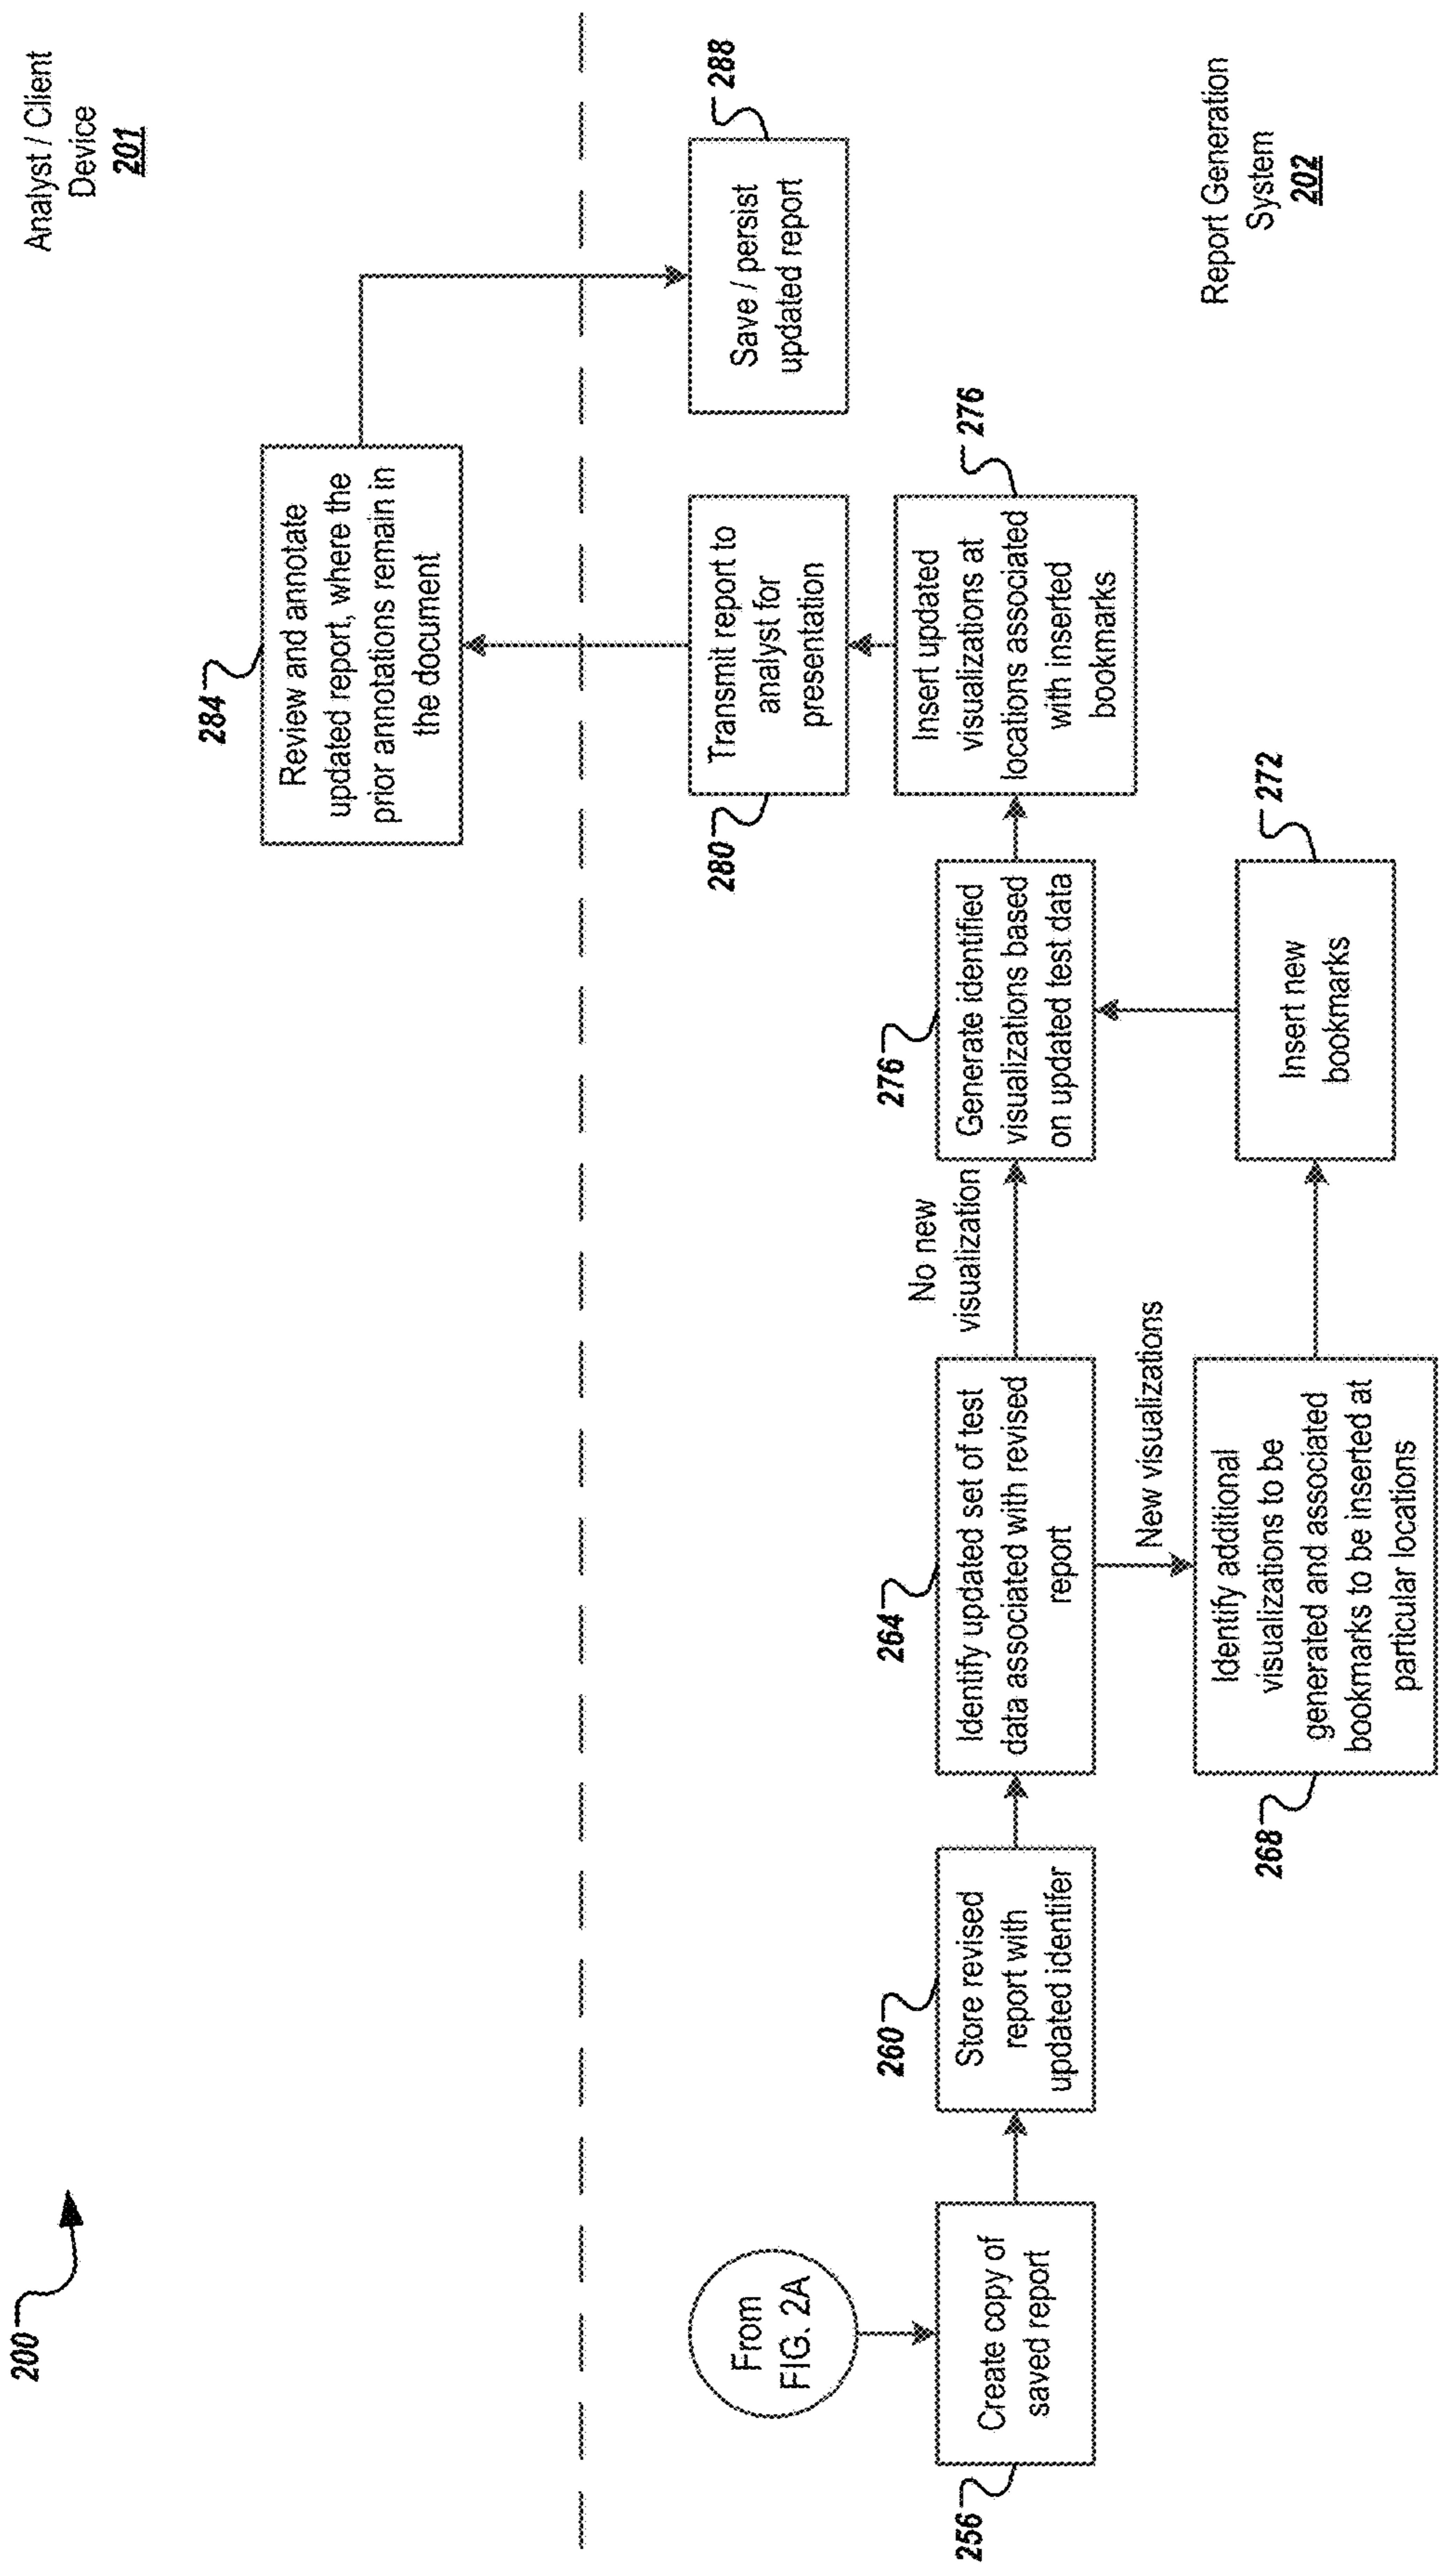 200
Analyst / Client
Device
201
284
Review and annotate
updated report, where the
prior annotations remain in
the document
From
FIG. 2A
280
Transmit report to
analyst for
presentation
288
Save / persist
updated report
256
Create copy of
saved report
260
Store revised
report with
updated identifer
264
Identify updated set of test
data associated with revised
report
No new
visualization
276
Generate identified
visualizations based
on updated test data
276
Insert updated
visualizations at
locations associated
with inserted
bookmarks
New visualizations
268
Identify additional
visualizations to be
generated and associated
bookmarks to be inserted at
particular locations
272
Insert new
bookmarks
Report Generation
System
202